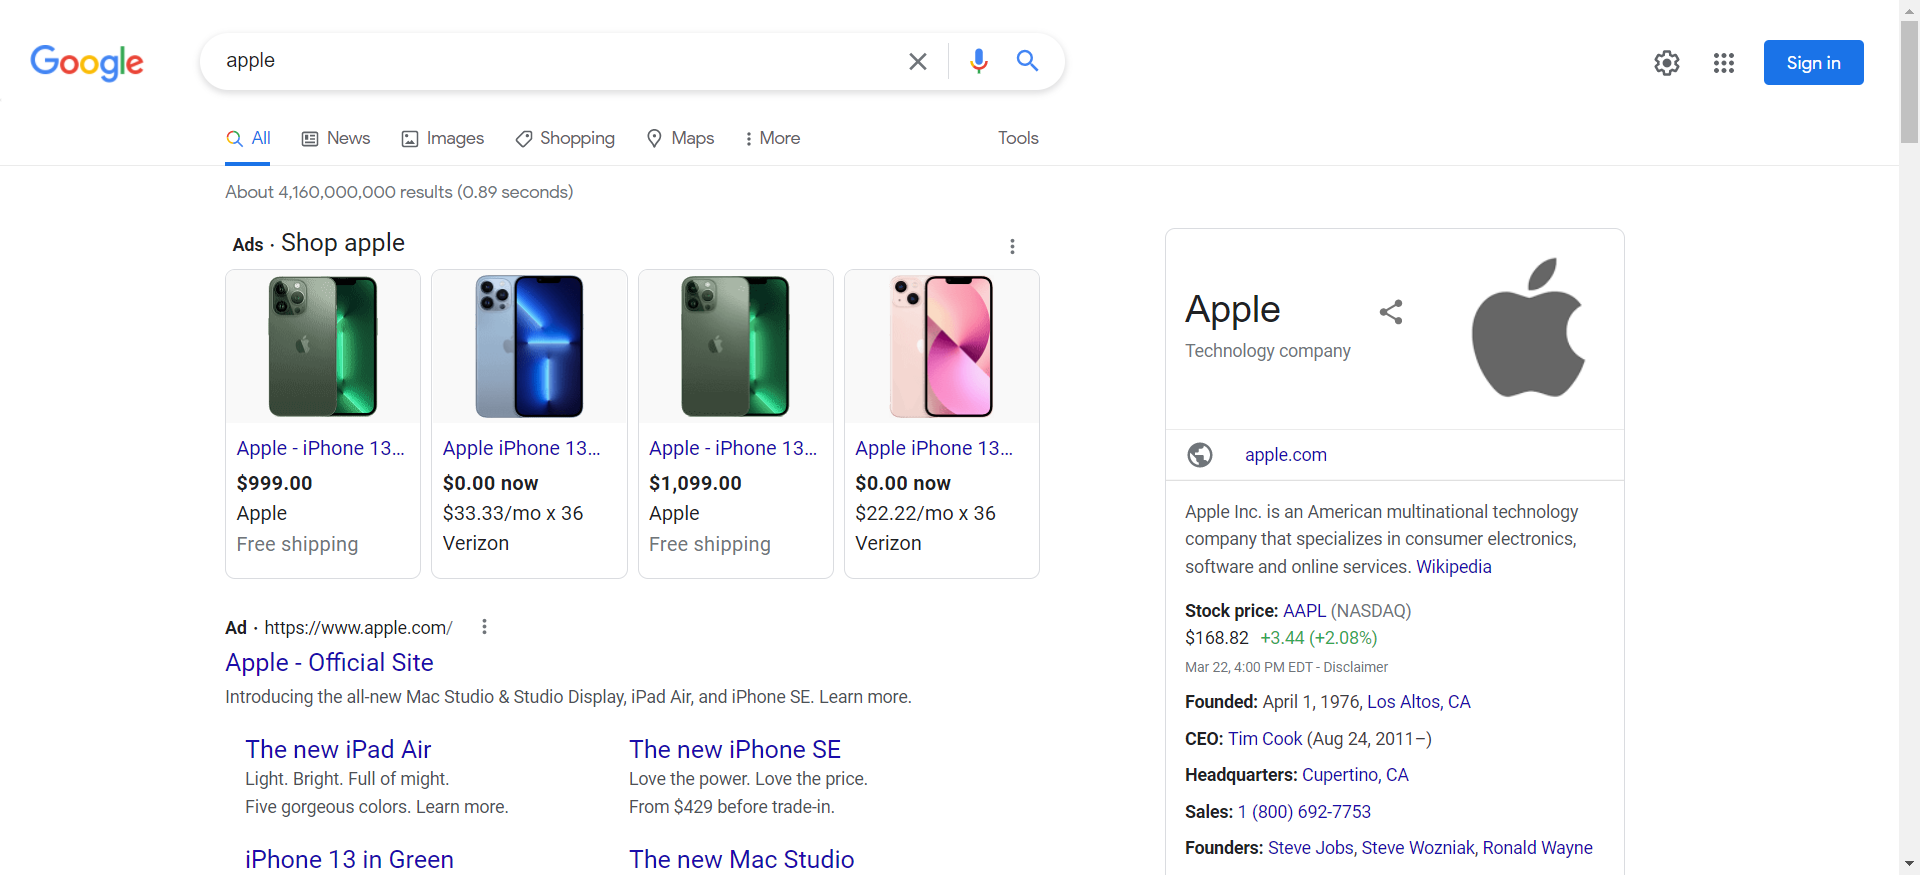 Google
apple
Sign in
All
News
Images
Shopping
Maps
More
Tools
About 4,160,000,000 results (0.89 seconds)
Ads · Shop apple
Apple - iPhone 13...
$999.00
Apple
Free shipping
Apple iPhone 13...
$0.00 now
$33.33/mo x 36
Verizon
Apple - iPhone 13...
$1,099.00
Apple
Free shipping
Apple iPhone 13...
$0.00 now
$22.22/mo x 36
Verizon
Ad · https://www.apple.com/
Apple - Official Site
Introducing the all-new Mac Studio & Studio Display, iPad Air, and iPhone SE. Learn more.
The new iPad Air
Light. Bright. Full of might.
Five gorgeous colors. Learn more.
The new iPhone SE
Love the power. Love the price.
From $429 before trade-in.
iPhone 13 in Green
The new Mac Studio
Apple
Technology company
apple.com
Apple Inc. is an American multinational technology
company that specializes in consumer electronics,
software and online services. Wikipedia
Stock price: AAPL (NASDAQ)
$168.82 +3.44 (+2.08%)
Mar 22, 4:00 PM EDT - Disclaimer
Founded: April 1, 1976, Los Altos, CA
CEO: Tim Cook (Aug 24, 2011–)
Headquarters: Cupertino, CA
Sales: 1 (800) 692-7753
Founders: Steve Jobs, Steve Wozniak, Ronald Wayne